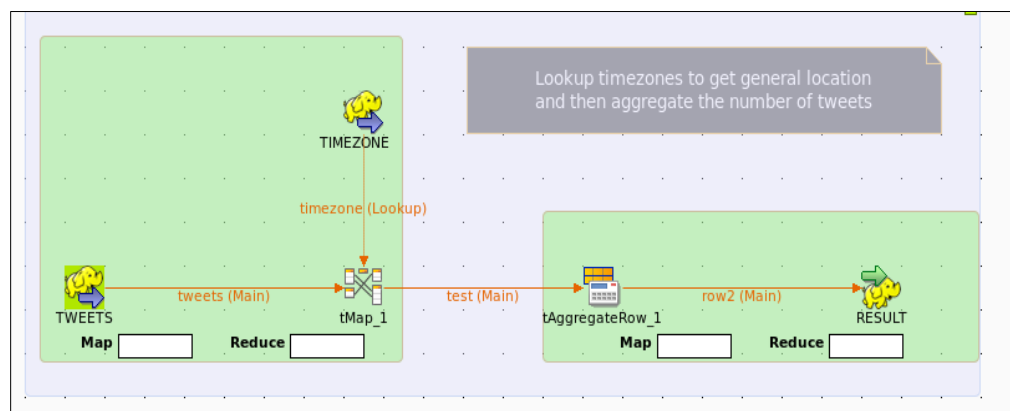 Lookup timezones to get general location
and then aggregate the number of tweets
TIMEZONE
timezone (Lookup)
tweets (Main)
test (Main)
row2 (Main)
TWEETS
tMap_1
tAggregateRow_1
RESULT
Map
Reduce
Map
Reduce